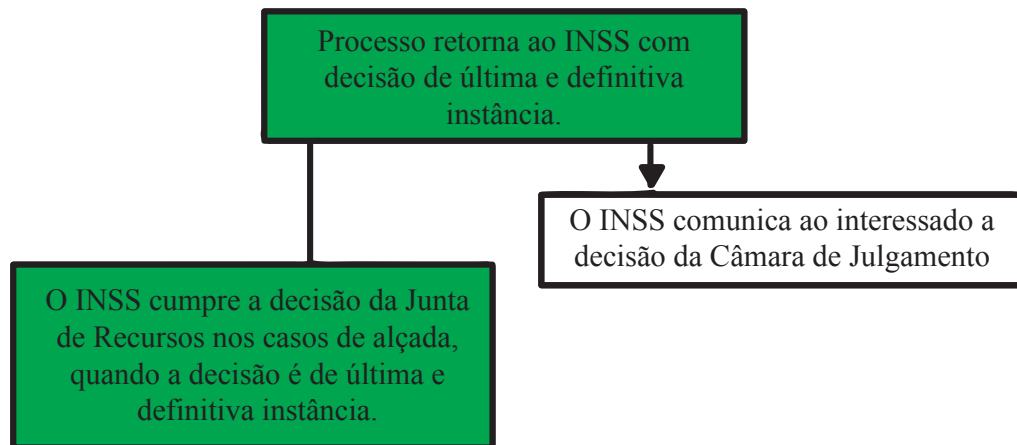 Processo retorna ao INSS com
decisão de última e definitiva
instância.
O INSS comunica ao interessado a
decisão da Câmara de Julgamento
O INSS cumpre a decisão da Junta
de Recursos nos casos de alçada,
quando a decisão é de última e
definitiva instância.